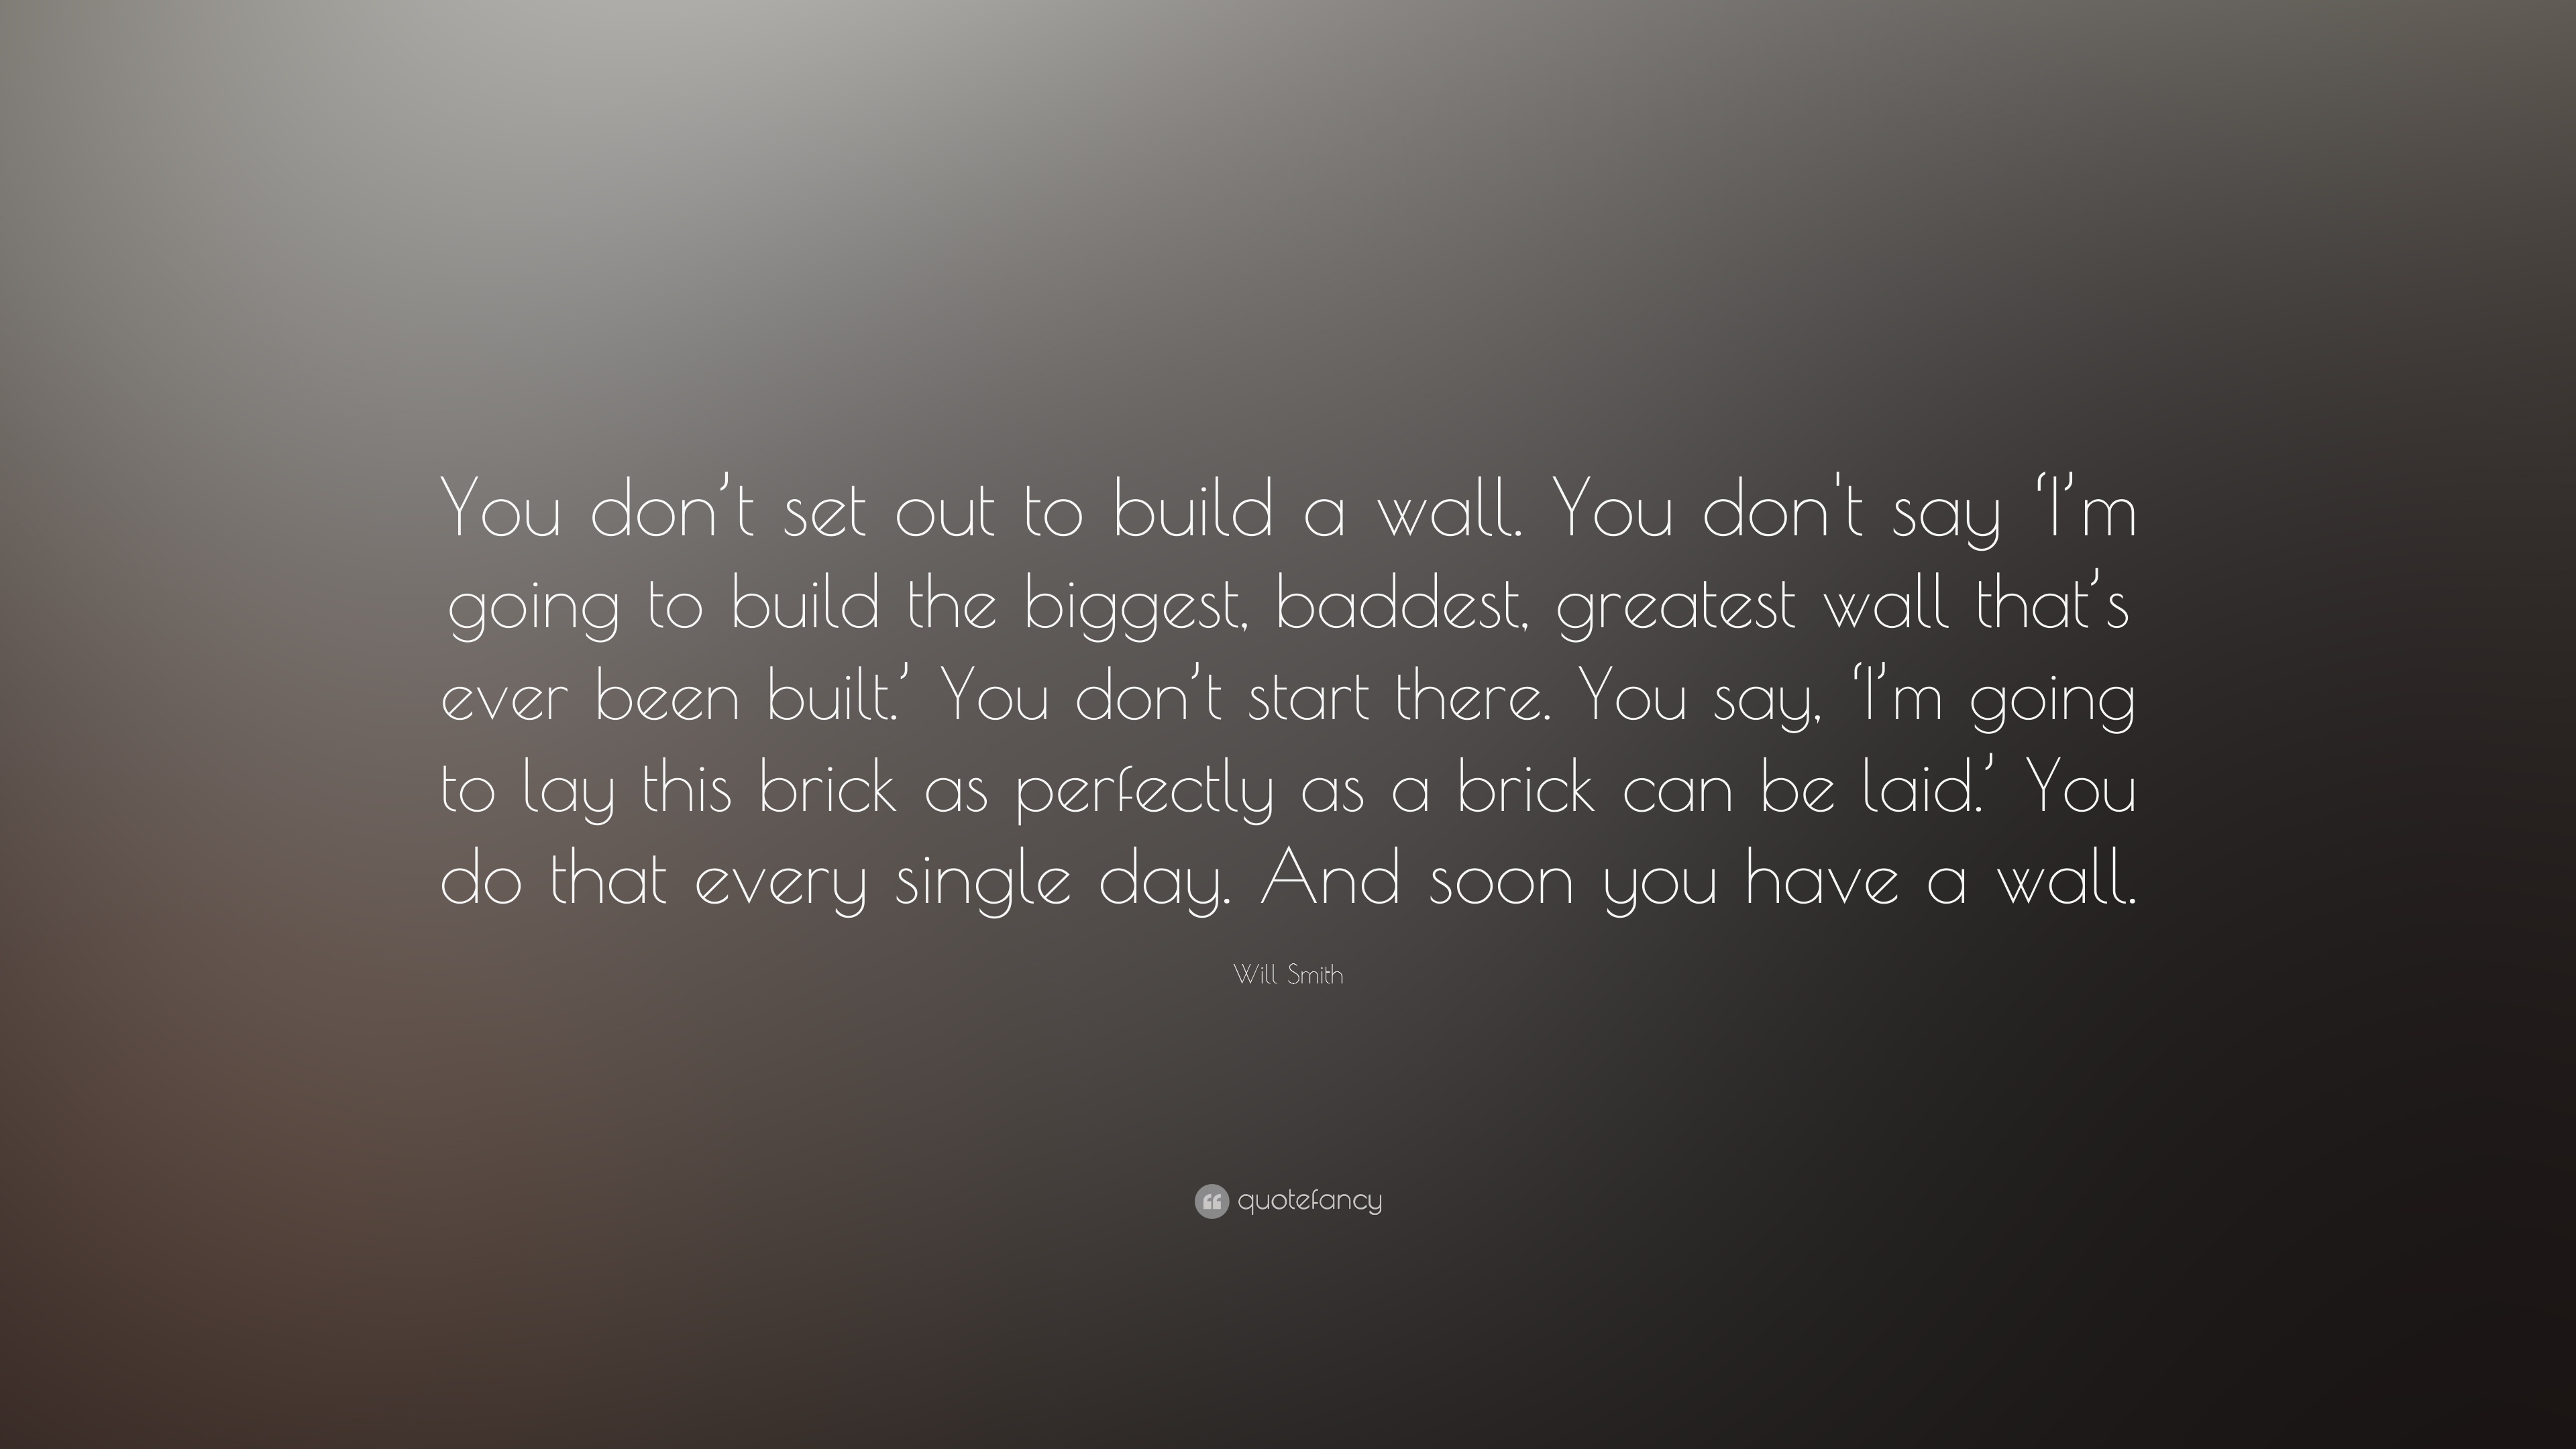 You don’t set out to build a wall. You don't say ‘I’m
going to build the biggest, baddest, greatest wall that’s
ever been built.’ You don’t start there. You say, ‘I’m going
to lay this brick as perfectly as a brick can be laid.’ You
do that every single day. And soon you have a wall.
Will Smith
quotefancy